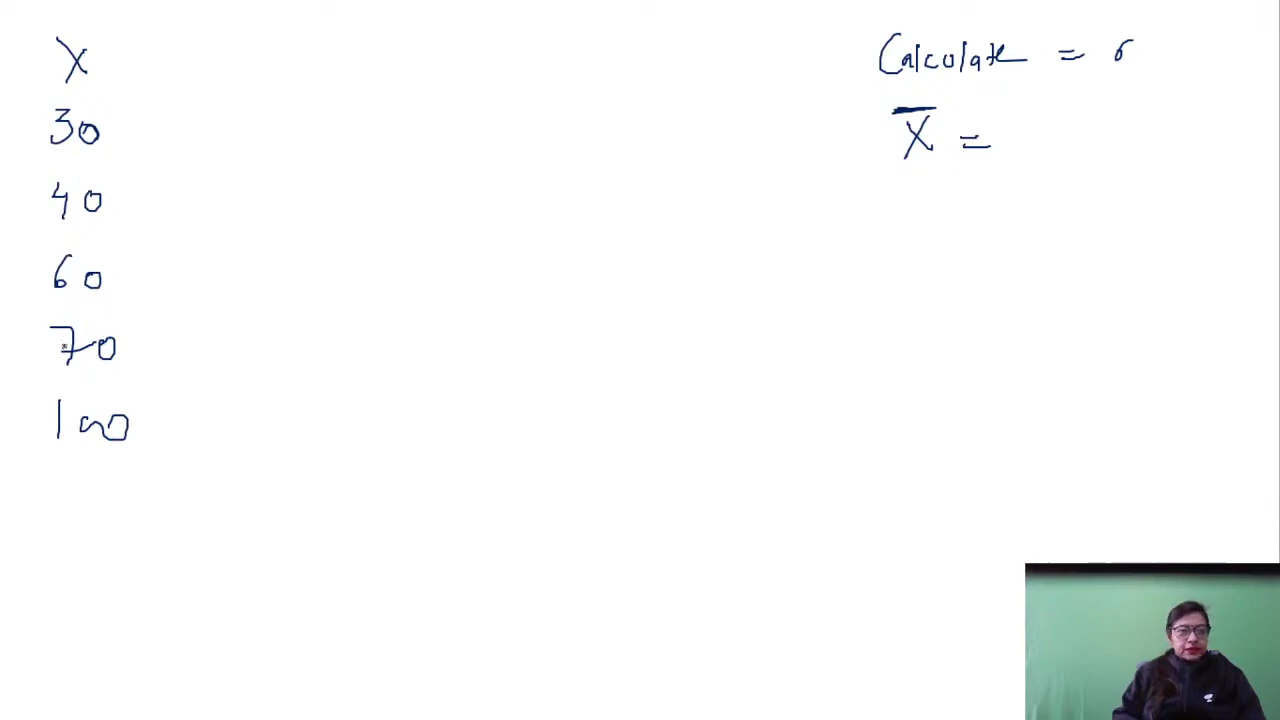 X
30
40
60
70
100
Calculate = σ
X̅ =